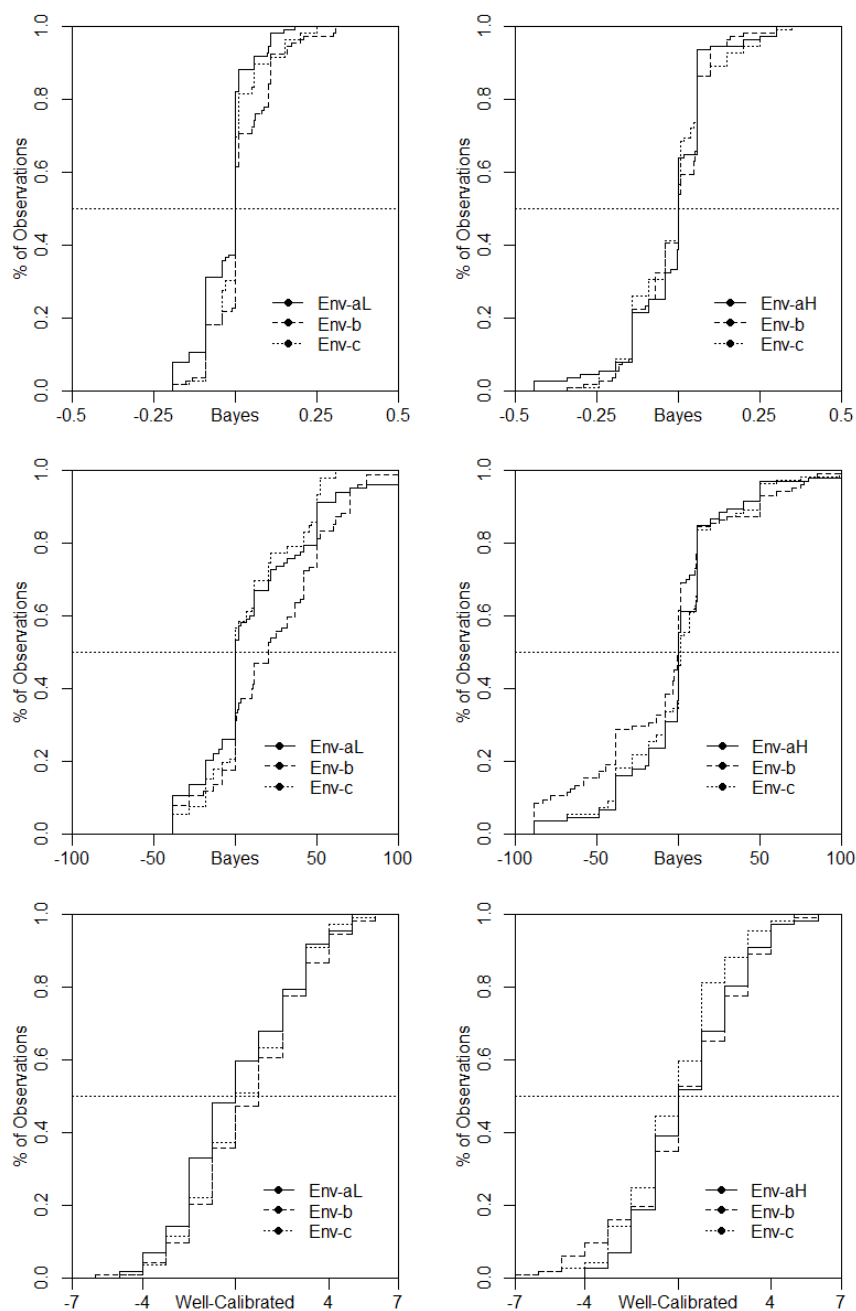 % of Observations
1.0
0.8
0.6
0.4
0.2
0.0
Env-aL
Env-b
Env-c
-0.5 -0.25 Bayes 0.25 0.5
% of Observations
1.0
0.8
0.6
0.4
0.2
0.0
Env-aH
Env-b
Env-c
-0.5 -0.25 Bayes 0.25 0.5
% of Observations
1.0
0.8
0.6
0.4
0.2
0.0
Env-aL
Env-b
Env-c
-100 -50 Bayes 50 100
% of Observations
1.0
0.8
0.6
0.4
0.2
0.0
Env-aH
Env-b
Env-c
-100 -50 Bayes 50 100
% of Observations
1.0
0.8
0.6
0.4
0.2
0.0
Env-aL
Env-b
Env-c
-7 -4 Well-Calibrated 4 7
% of Observations
1.0
0.8
0.6
0.4
0.2
0.0
Env-aH
Env-b
Env-c
-7 -4 Well-Calibrated 4 7